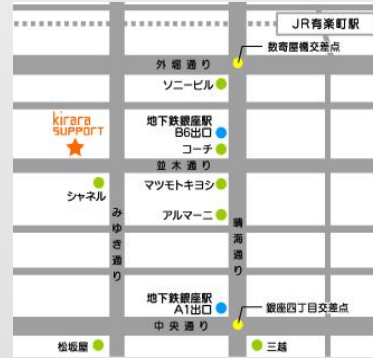 JR有楽町駅
数寄屋橋交差点
外堀通り
ソニービル
kirara
SUPPORT
地下鉄銀座駅
B6出口
コーチ
並木通り
シャネル
マツモトキヨシ
アルマーニ
みゆき通り
晴海通り
地下鉄銀座駅
A1出口
銀座四丁目交差点
中央通り
松坂屋
三越